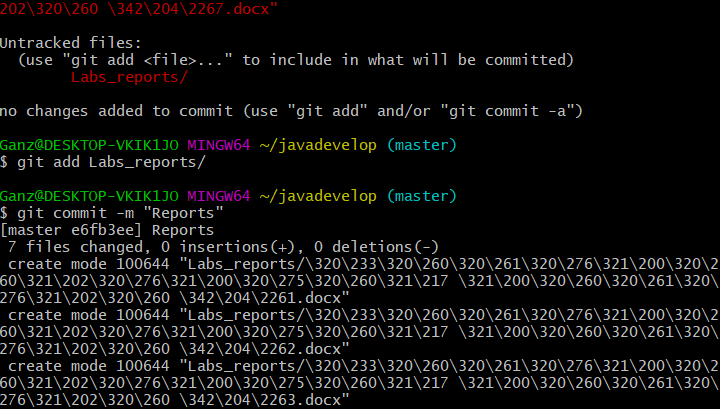 202\320\260 \342\204\2267.docx"
Untracked files:
(use "git add <file>..." to include in what will be committed)
Labs_reports/
no changes added to commit (use "git add" and/or "git commit -a")
Ganz@DESKTOP-VKIK1JO MINGW64 ~/javadevelop (master)
$ git add Labs_reports/
Ganz@DESKTOP-VKIK1JO MINGW64 ~/javadevelop (master)
$ git commit -m "Reports"
[master e6fb3ee] Reports
7 files changed, 0 insertions(+), 0 deletions(-)
create mode 100644 "Labs_reports/\320\233\320\260\320\261\320\276\321\200\320\2
60\321\202\320\276\321\200\320\275\320\260\321\217 \321\200\320\260\320\261\320\
276\321\202\320\260 \342\204\2261.docx"
create mode 100644 "Labs_reports/\320\233\320\260\320\261\320\276\321\200\320\2
60\321\202\320\276\321\200\320\275\320\260\321\217 \321\200\320\260\320\261\320\
276\321\202\320\260 \342\204\2262.docx"
create mode 100644 "Labs_reports/\320\233\320\260\320\261\320\276\321\200\320\2
60\321\202\320\276\321\200\320\275\320\260\321\217 \321\200\320\260\320\261\320\
276\321\202\320\260 \342\204\2263.docx"